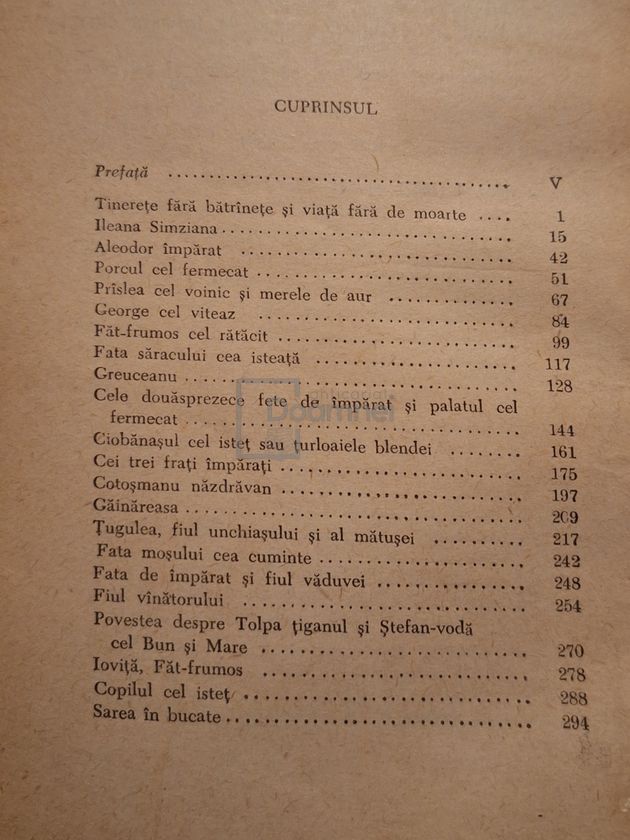 CUPRINSUL
Prefață ........................................ V
Tinerețe fără bătrînețe și viață fără de moarte .... 1
Ileana Simziana ................................ 15
Aleodor împărat ................................ 42
Porcul cel fermecat ............................ 51
Prîslea cel voinic și merele de aur ............ 67
George cel viteaz .............................. 84
Făt-frumos cel rătăcit ......................... 99
Fata săracului cea isteață ..................... 117
Greuceanu ...................................... 128
Cele douăsprezece fete de împărat și palatul cel
fermecat ....................................... 144
Ciobănașul cel isteț sau țurloaiele blendei .... 161
Cei trei frați împărați ........................ 175
Cotoșmanu năzdrăvan ............................ 197
Găinăreasa ..................................... 209
Țugulea, fiul unchiașului și al mătușei ........ 217
Fata moșului cea cuminte ....................... 242
Fata de împărat și fiul văduvei ................ 248
Fiul vînătorului ............................... 254
Povestea despre Tolpa țiganul și Ștefan-vodă
cel Bun și Mare ................................ 270
Ioviță, Făt-frumos ............................. 278
Copilul cel isteț .............................. 288
Sarea în bucate ................................ 294